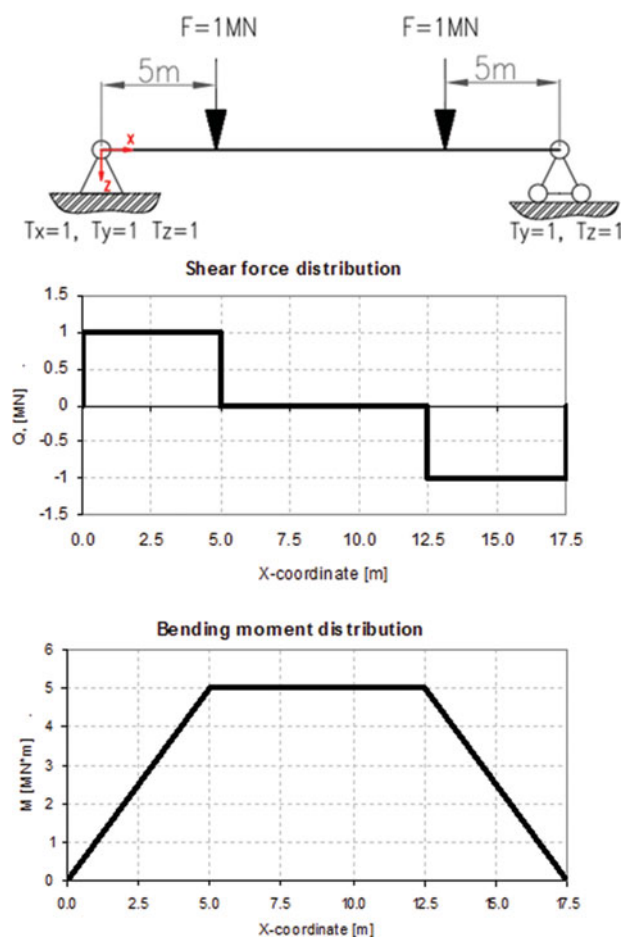 F=1MN F=1MN
5m 5m
x
z
Tx=1, Ty=1 Tz=1 Ty=1, Tz=1
Shear force distribution
1.5
1
0.5
0
-0.5
-1
-1.5
Q, [MN]
0.0 2.5 5.0 7.5 10.0 12.5 15.0 17.5
X-coordinate [m]
Bending moment distribution
6
5
4
3
2
1
0
M [MN*m]
0.0 2.5 5.0 7.5 10.0 12.5 15.0 17.5
X-coordinate [m]